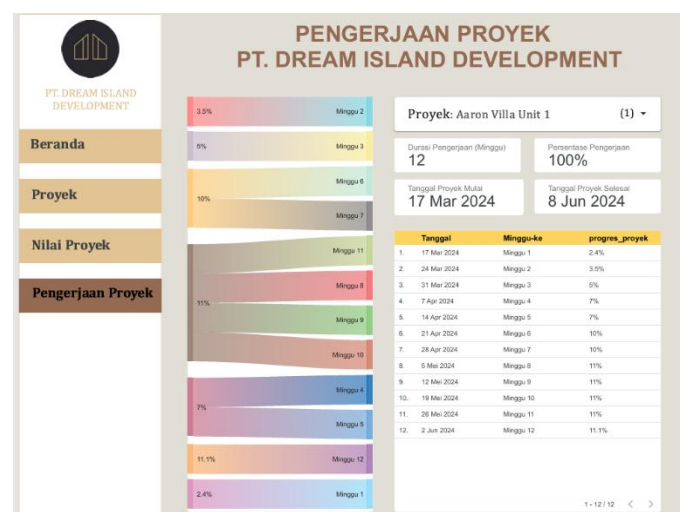 PENGERJAAN PROYEK
PT. DREAM ISLAND DEVELOPMENT
PT. DREAM ISLAND
DEVELOPMENT
Beranda
Proyek
Nilai Proyek
Pengerjaan Proyek
3.5% Minggu 2
5% Minggu 3
10% Minggu 6
Minggu 7
11% Minggu 11
Minggu 8
Minggu 9
Minggu 10
7% Minggu 4
Minggu 5
11.1% Minggu 12
2.4% Minggu 1
Proyek: Aaron Villa Unit 1 (1)
Durasi Pengerjaan (Minggu)
12
Persentase Pengerjaan
100%
Tanggal Proyek Mulai
17 Mar 2024
Tanggal Proyek Selesai
8 Jun 2024
Tanggal Minggu-ke progres_proyek
1. 17 Mar 2024 Minggu 1 2.4%
2. 24 Mar 2024 Minggu 2 3.5%
3. 31 Mar 2024 Minggu 3 5%
4. 7 Apr 2024 Minggu 4 7%
5. 14 Apr 2024 Minggu 5 7%
6. 21 Apr 2024 Minggu 6 10%
7. 28 Apr 2024 Minggu 7 10%
8. 5 Mei 2024 Minggu 8 11%
9. 12 Mei 2024 Minggu 9 11%
10. 19 Mei 2024 Minggu 10 11%
11. 26 Mei 2024 Minggu 11 11%
12. 2 Jun 2024 Minggu 12 11.1%
1 - 12 / 12